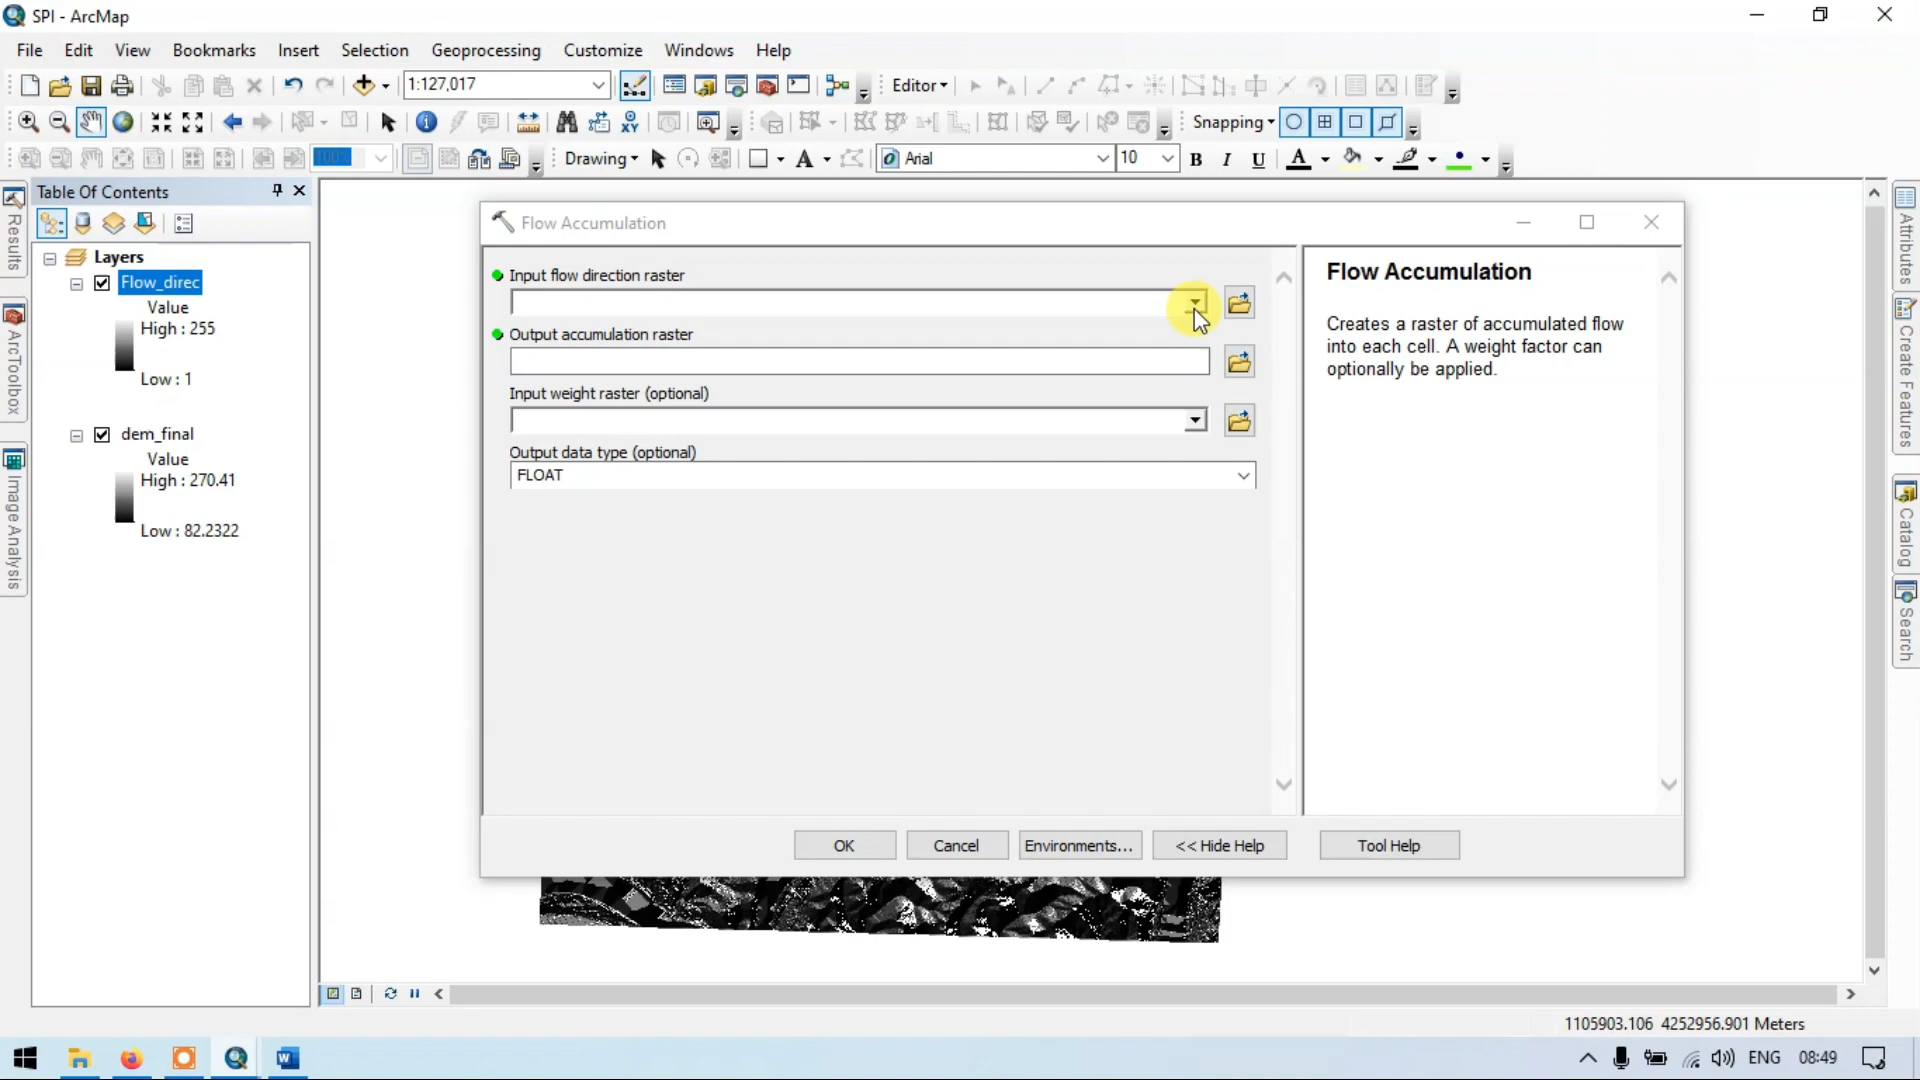 SPI - ArcMap
File Edit View Bookmarks Insert Selection Geoprocessing Customize Windows Help
1:127,017
Editor
Snapping
100%
Drawing
Arial
10
B I U A
Table Of Contents
Results
ArcToolbox
Image Analysis
Layers
Flow_direc
Value
High : 255
Low : 1
dem_final
Value
High : 270.41
Low : 82.2322
Flow Accumulation
Input flow direction raster
Output accumulation raster
Input weight raster (optional)
Output data type (optional)
FLOAT
Flow Accumulation
Creates a raster of accumulated flow
into each cell. A weight factor can
optionally be applied.
OK
Cancel
Environments...
<< Hide Help
Tool Help
Attributes
Create Features
Catalog
Search
1105903.106 4252956.901 Meters
ENG
08:49